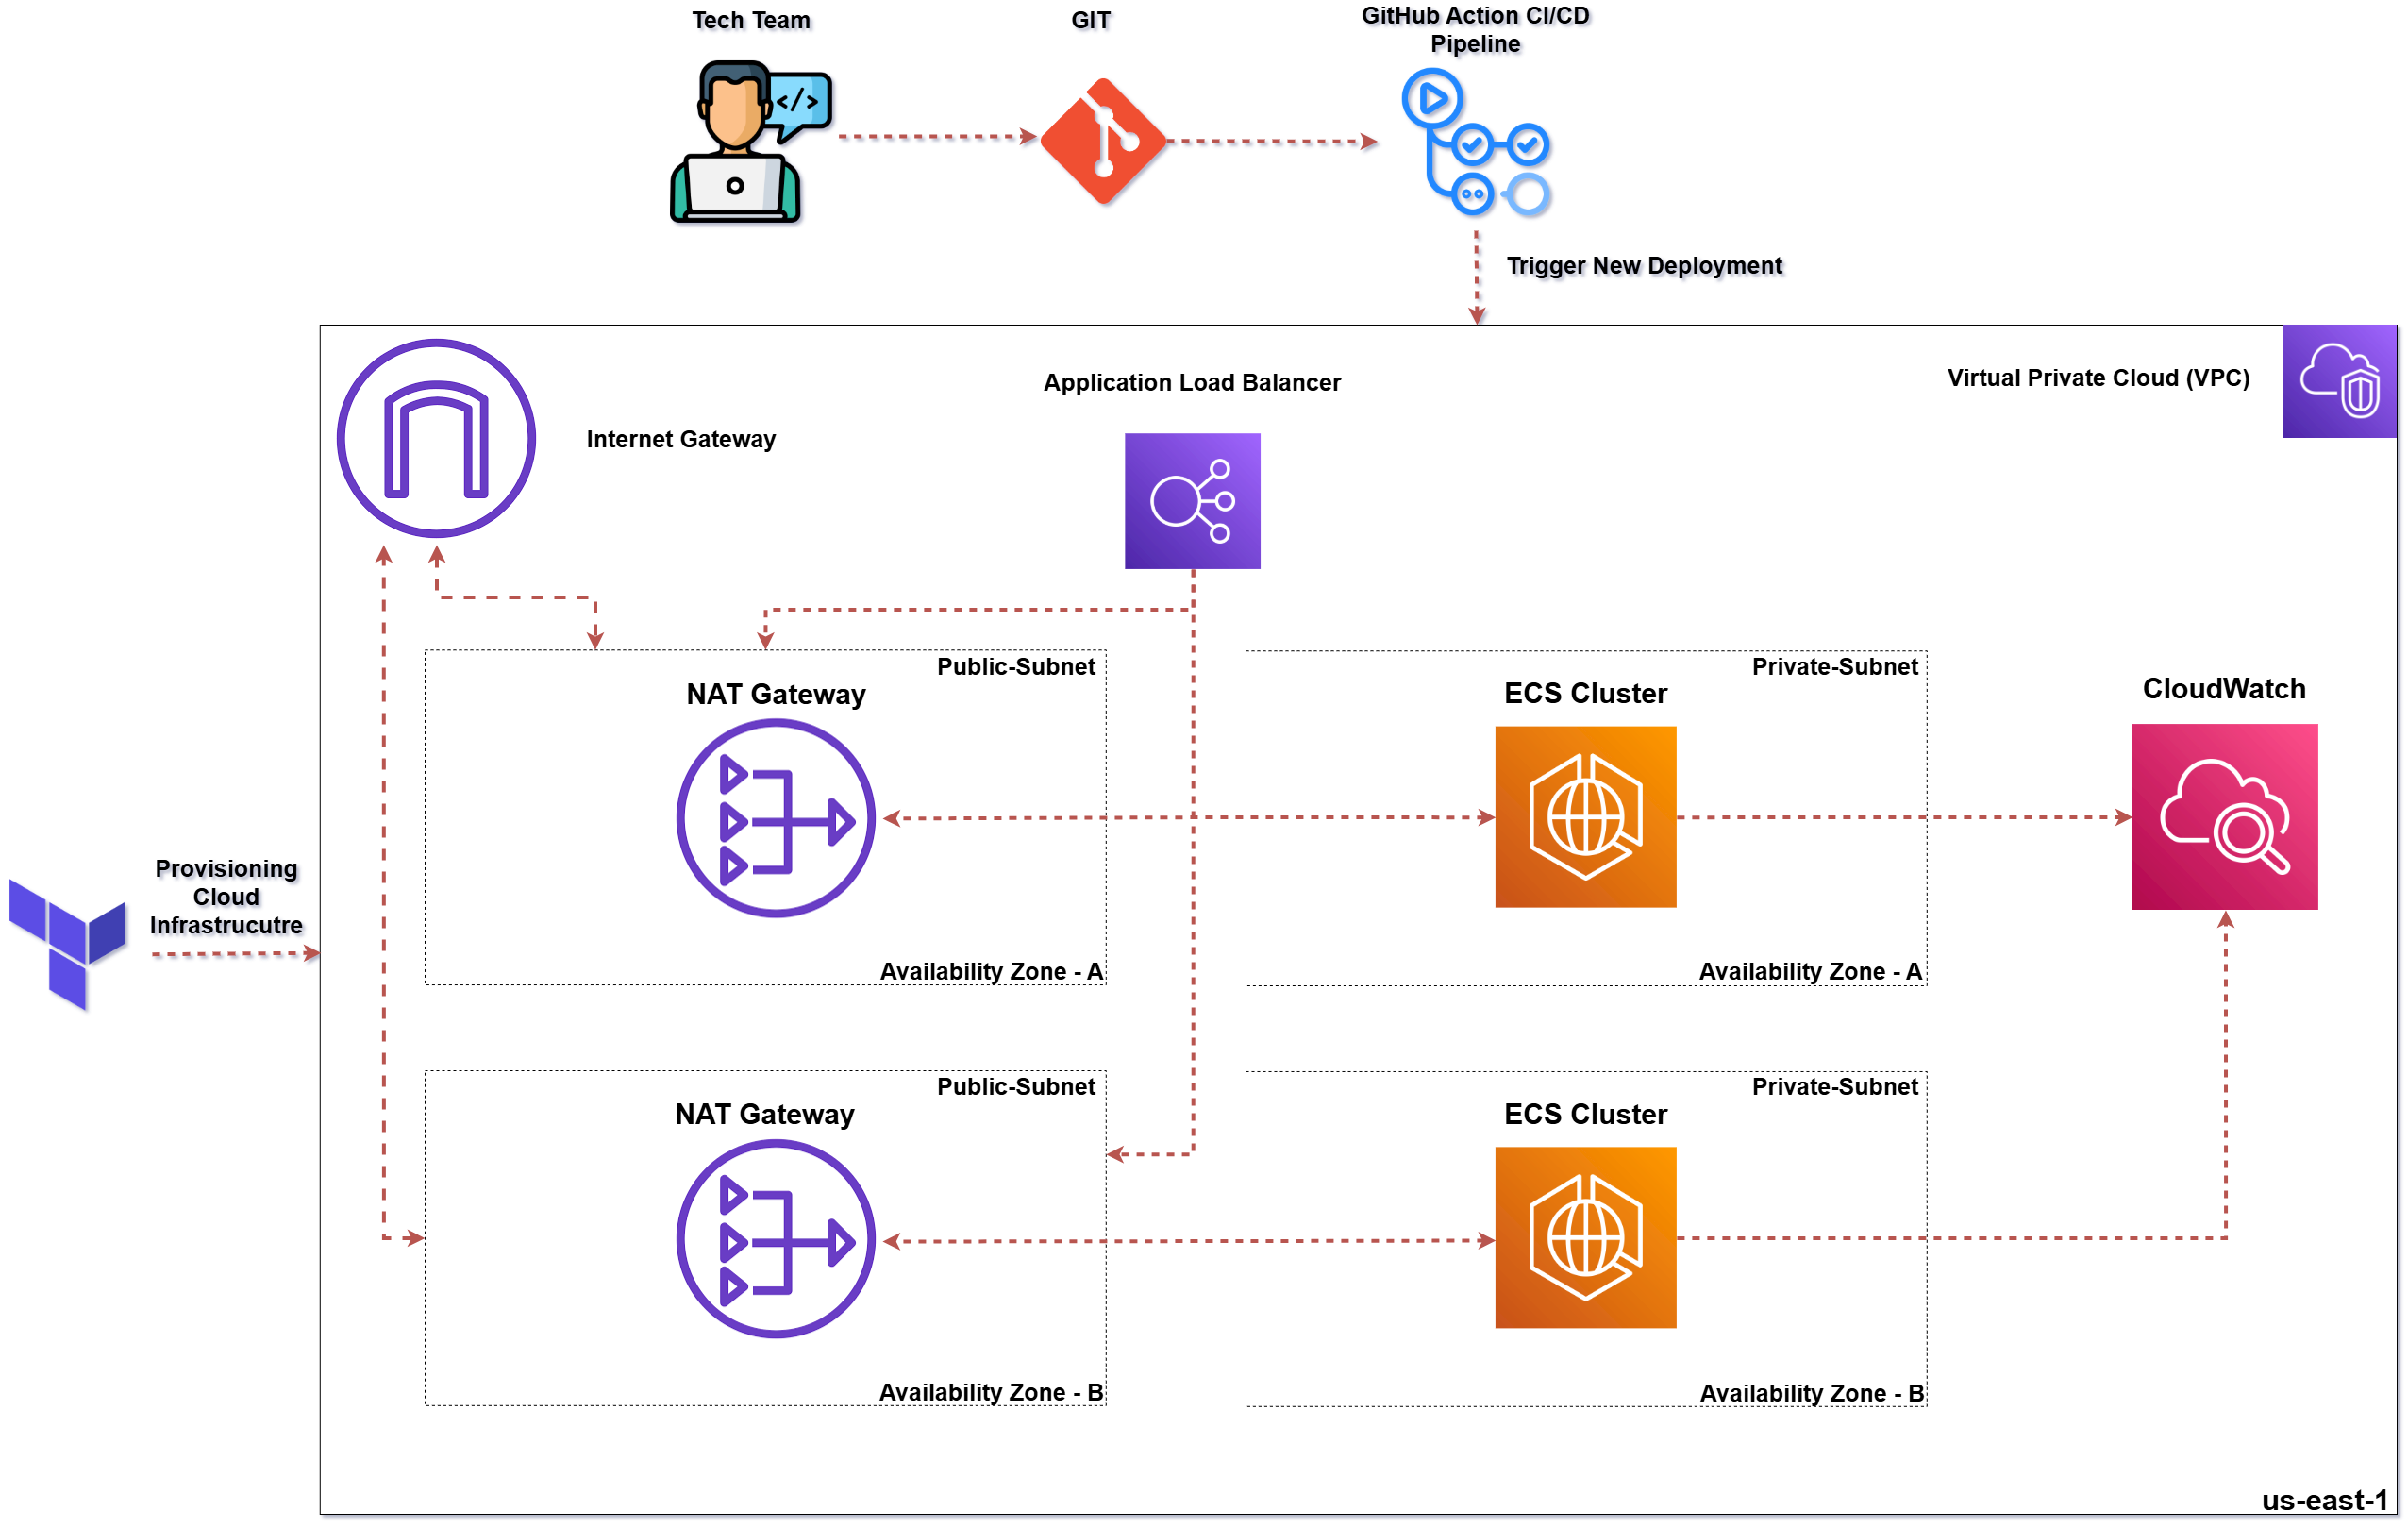 Tech Team
GIT
GitHub Action CI/CD
Pipeline
Trigger New Deployment
Application Load Balancer
Virtual Private Cloud (VPC)
Internet Gateway
Public-Subnet
NAT Gateway
Availability Zone - A
Private-Subnet
ECS Cluster
Availability Zone - A
CloudWatch
Provisioning
Cloud
Infrastrucutre
Public-Subnet
NAT Gateway
Availability Zone - B
Private-Subnet
ECS Cluster
Availability Zone - B
us-east-1